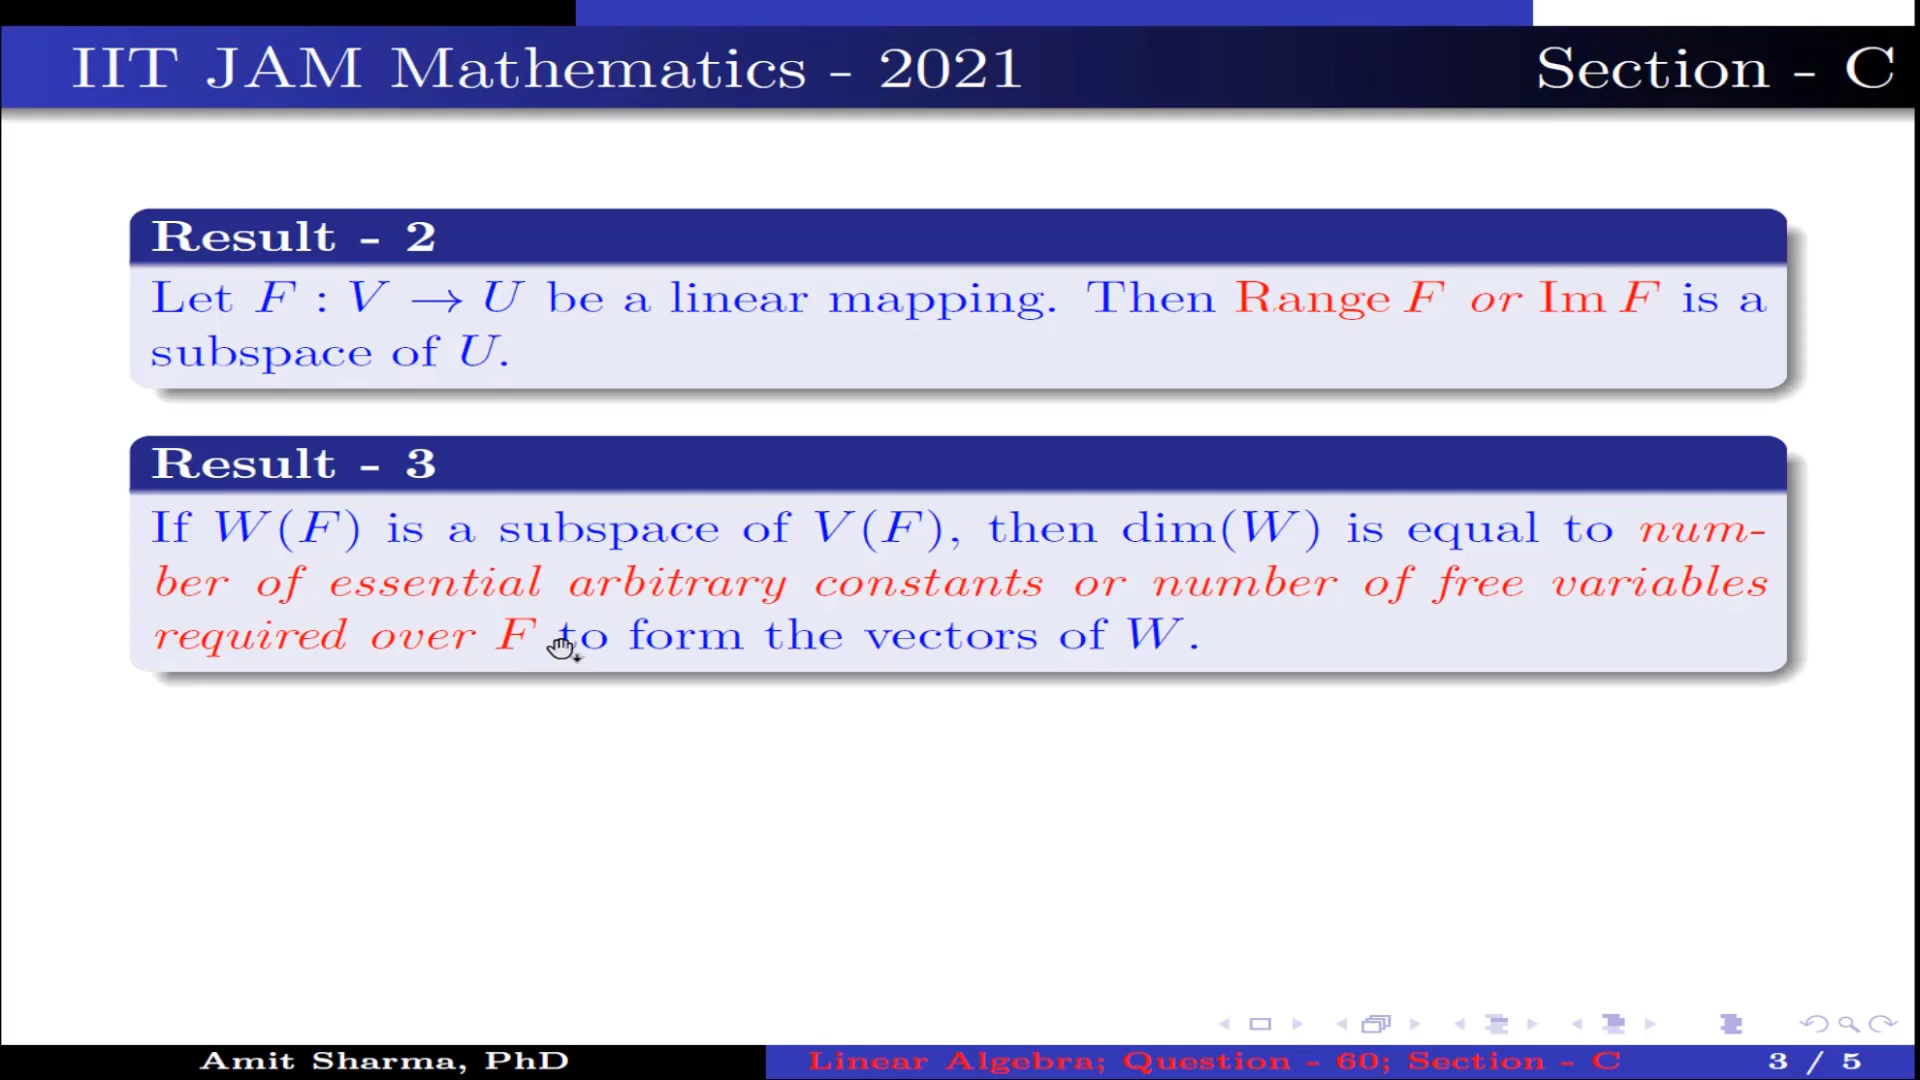 IIT JAM Mathematics - 2021 Section - C
Result - 2
Let F : V → U be a linear mapping. Then Range F or Im F is a
subspace of U.
Result - 3
If W(F) is a subspace of V(F), then dim(W) is equal to num-
ber of essential arbitrary constants or number of free variables
required over F to form the vectors of W.
Amit Sharma, PhD Linear Algebra; Question - 60; Section - C 3 / 5